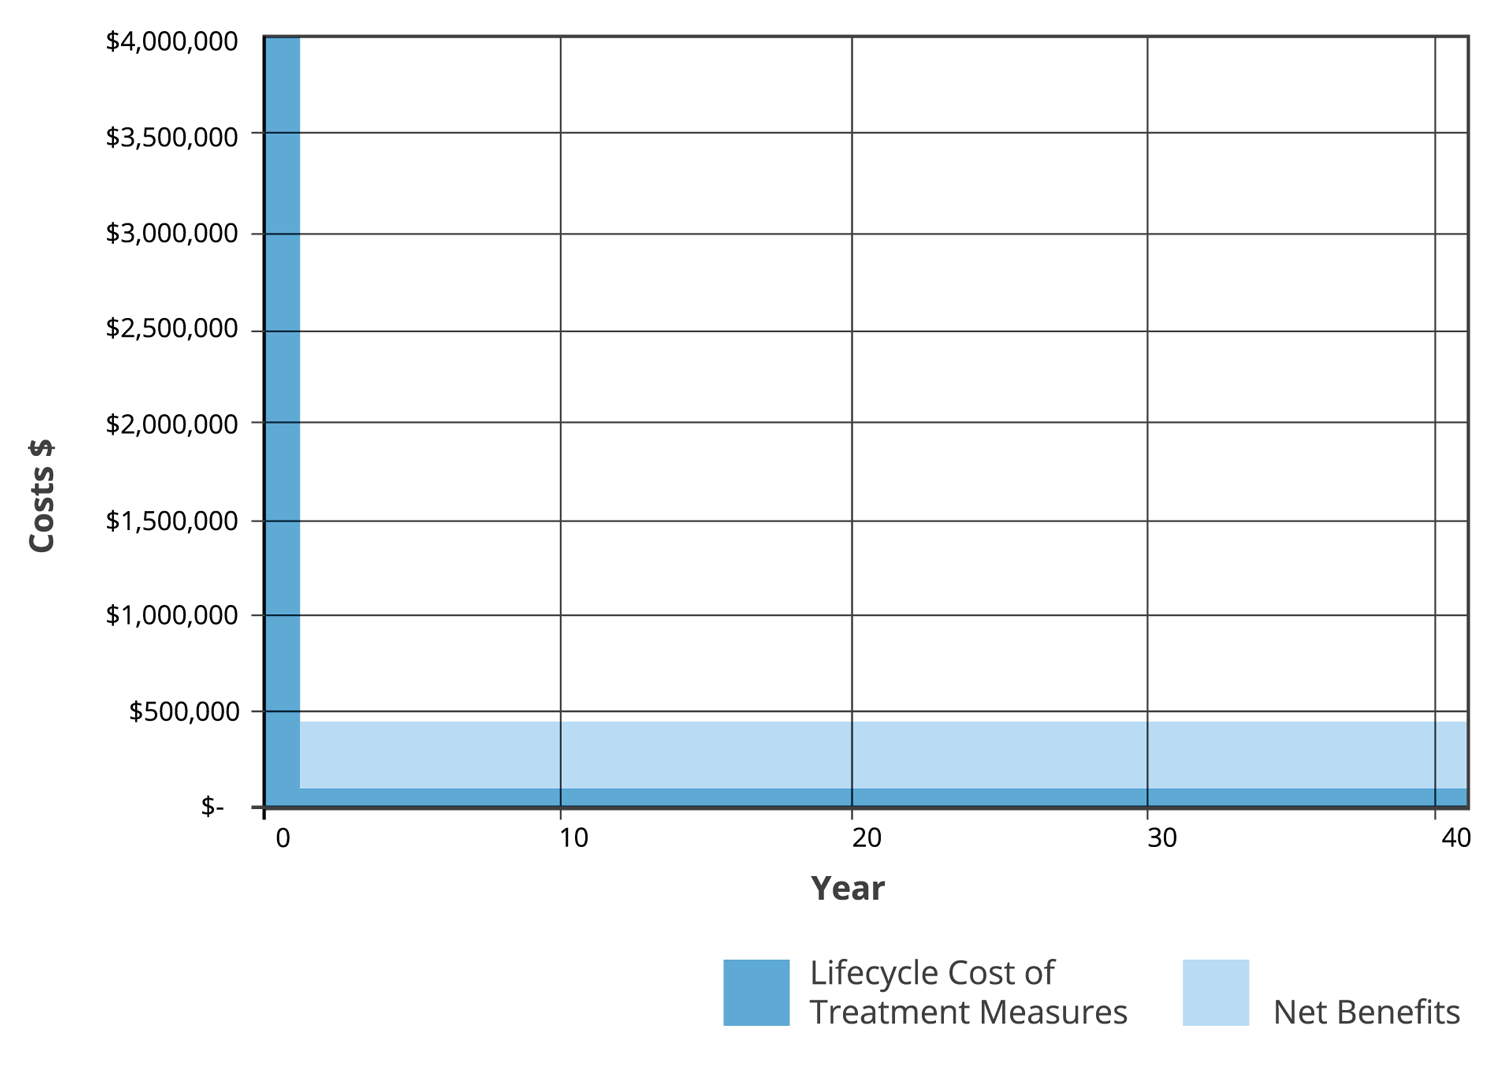 $4,000,000
$3,500,000
$3,000,000
$2,500,000
$2,000,000
$1,500,000
$1,000,000
$500,000
$-
Costs $
0 10 20 30 40
Year
Lifecycle Cost of
Treatment Measures
Net Benefits